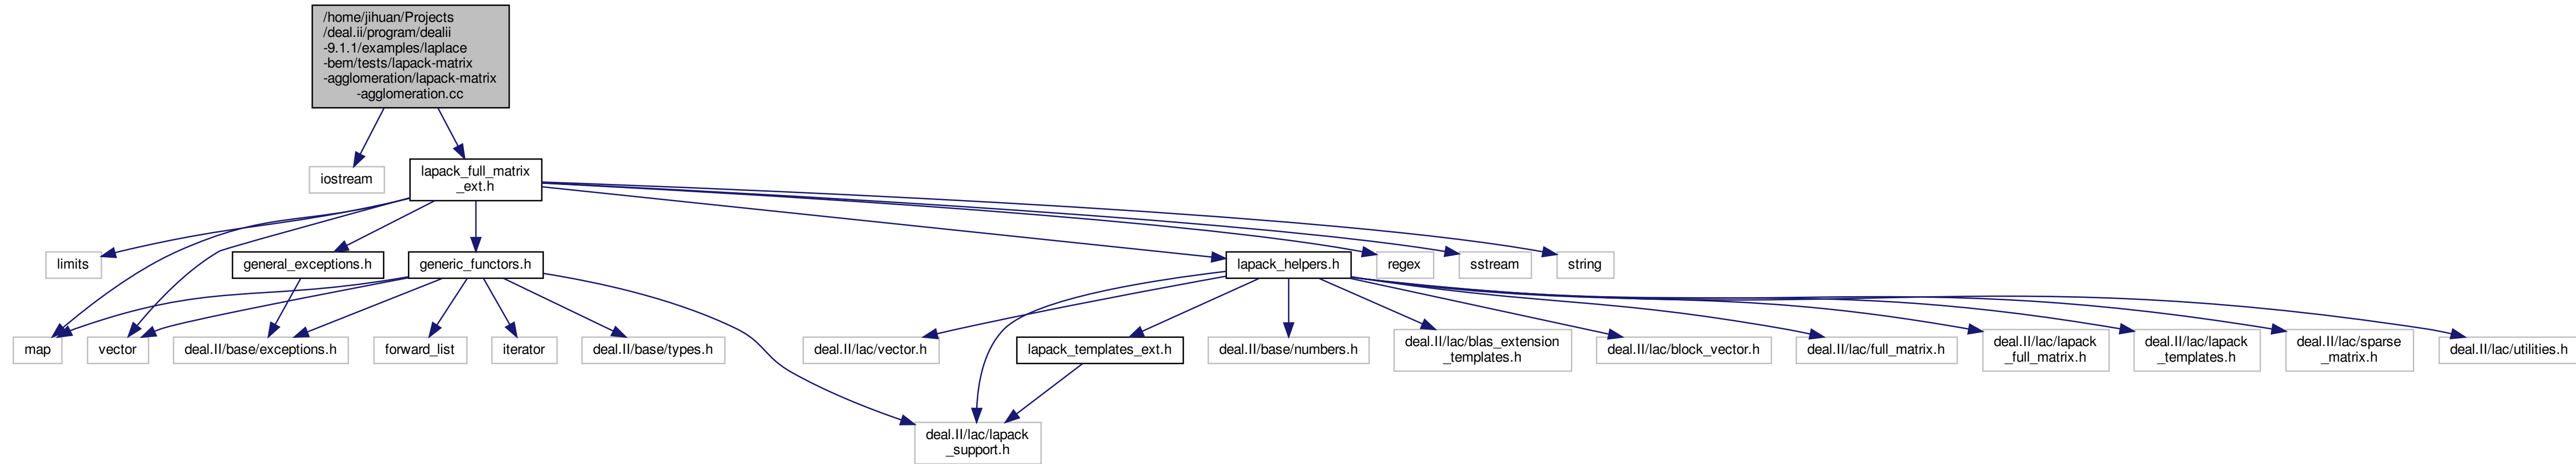 /home/jihuan/Projects
/deal.ii/program/dealii
-9.1.1/examples/laplace
-bem/tests/lapack-matrix
-agglomeration/lapack-matrix
-agglomeration.cc
iostream
lapack_full_matrix
_ext.h
limits
general_exceptions.h
generic_functors.h
lapack_helpers.h
regex
sstream
string
map
vector
deal.II/base/exceptions.h
forward_list
iterator
deal.II/base/types.h
deal.II/lac/vector.h
lapack_templates_ext.h
deal.II/base/numbers.h
deal.II/lac/blas_extension
_templates.h
deal.II/lac/block_vector.h
deal.II/lac/full_matrix.h
deal.II/lac/lapack
_full_matrix.h
deal.II/lac/lapack
_templates.h
deal.II/lac/sparse
_matrix.h
deal.II/lac/utilities.h
deal.II/lac/lapack
_support.h